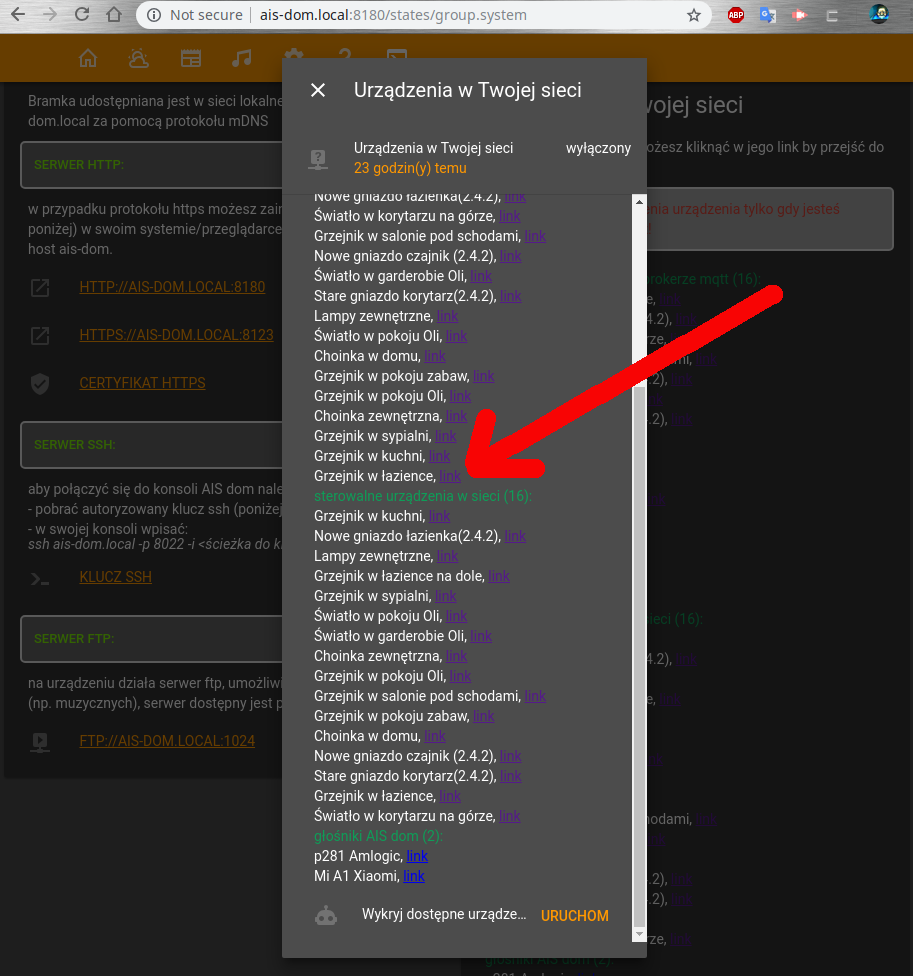 Not secure | ais-dom.local:8180/states/group.system
ABP
Bramka udostępniana jest w sieci lokalne
dom.local za pomocą protokołu mDNS
SERWER HTTP:
w przypadku protokołu https możesz
poniżej) w swoim systemie/przeglądarce
host ais-dom.
HTTP://AIS-DOM.LOCAL:8180
HTTPS://AIS-DOM.LOCAL:8123
CERTYFIKAT HTTPS
SERWER SSH:
aby połączyć się do konsoli AIS dom nale
- pobrać autoryzowany klucz ssh (poniżej
- w swojej konsoli wpisać:
ssh ais-dom.local -p 8022 -i <ścieżka do
KLUCZ SSH
SERWER FTP:
na urządzeniu działa serwer ftp, umożliwi
(np. muzycznych), serwer dostępny jest p
FTP://AIS-DOM.LOCAL:1024
Urządzenia w Twojej sieci
Urządzenia w Twojej sieci wyłączony
23 godzin(y) temu
Nowe gniazdo łazienka(2.4.2), link
Światło w korytarzu na górze, link
Grzejnik w salonie pod schodami, link
Nowe gniazdo czajnik (2.4.2), link
Światło w garderobie Oli, link
Stare gniazdo korytarz(2.4.2), link
Lampy zewnętrzne, link
Światło w pokoju Oli, link
Choinka w domu, link
Grzejnik w pokoju zabaw, link
Grzejnik w pokoju Oli, link
Choinka zewnętrzna, link
Grzejnik w sypialni, link
Grzejnik w kuchni, link
Grzejnik w łazience, link
sterowalne urządzenia w sieci (16):
Grzejnik w kuchni, link
Nowe gniazdo łazienka(2.4.2), link
Lampy zewnętrzne, link
Grzejnik w łazience na dole, link
Grzejnik w sypialni, link
Światło w pokoju Oli, link
Światło w garderobie Oli, link
Choinka zewnętrzna, link
Grzejnik w pokoju Oli, link
Grzejnik w salonie pod schodami, link
Grzejnik w pokoju zabaw, link
Choinka w domu, link
Nowe gniazdo czajnik (2.4.2), link
Stare gniazdo korytarz(2.4.2), link
Grzejnik w łazience, link
Światło w korytarzu na górze, link
głośniki AIS dom (2):
p281 Amlogic, link
Mi A1 Xiaomi, link
Wykryj dostępne urządze... URUCHOM
wojej sieci
możesz kliknąć w jego link by przejść do
enia urządzenia tylko gdy jesteś
brokerze mqtt (16):
sieci (16):
hodami,
głośniki AIS dom (2):